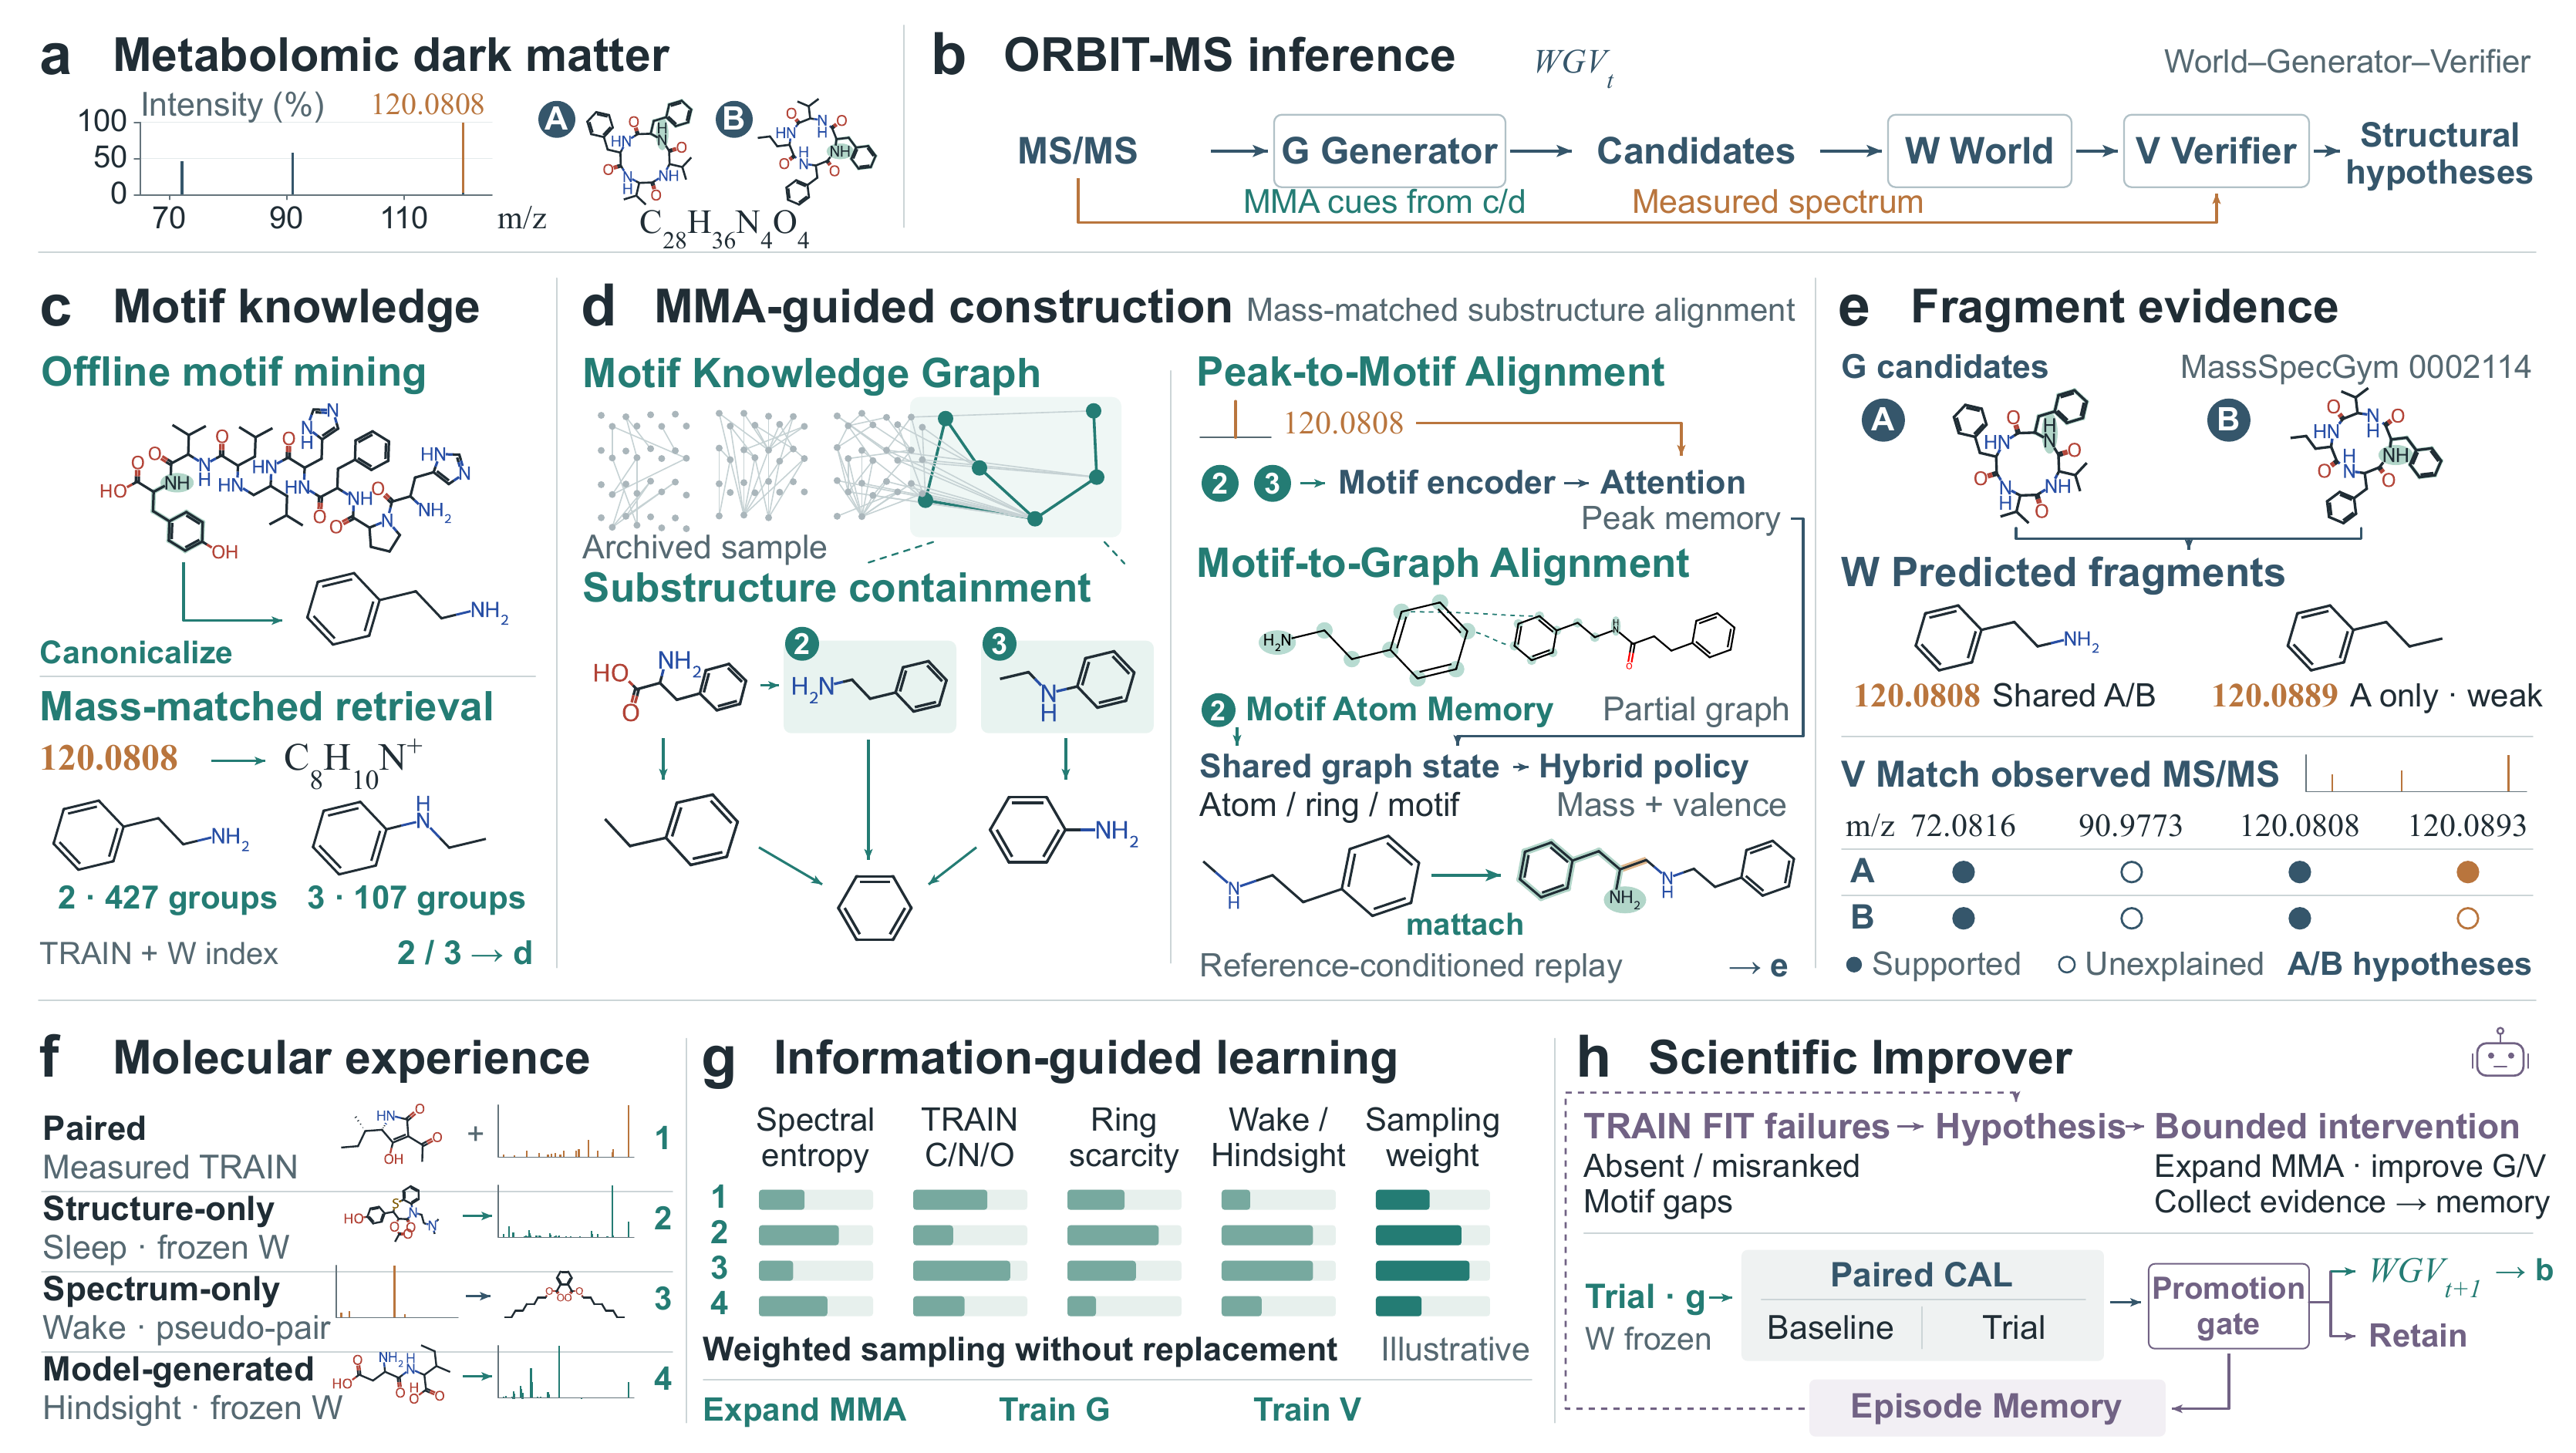 a Metabolomic dark matter
Intensity (%) 120.0808
100
50
0
70 90 110 m/z
A B
C28H36N4O4
b ORBIT-MS inference WGVt World–Generator–Verifier
MS/MS G Generator Candidates W World V Verifier Structural hypotheses
MMA cues from c/d Measured spectrum
c Motif knowledge
Offline motif mining
Canonicalize
Mass-matched retrieval
120.0808 → C8H10N+
2 · 427 groups 3 · 107 groups
TRAIN + W index 2 / 3 → d
d MMA-guided construction Mass-matched substructure alignment
Motif Knowledge Graph
Archived sample
Substructure containment
2 3
Peak-to-Motif Alignment
120.0808
2 3 → Motif encoder → Attention
Peak memory
Motif-to-Graph Alignment
2 Motif Atom Memory Partial graph
Shared graph state → Hybrid policy
Atom / ring / motif Mass + valence
mattach
Reference-conditioned replay → e
e Fragment evidence
G candidates MassSpecGym 0002114
A B
W Predicted fragments
120.0808 Shared A/B 120.0889 A only · weak
V Match observed MS/MS
m/z 72.0816 90.9773 120.0808 120.0893
A
B
Supported Unexplained A/B hypotheses
f Molecular experience
Paired
Measured TRAIN
+ 1
Structure-only
Sleep · frozen W
2
Spectrum-only
Wake · pseudo-pair
3
Model-generated
Hindsight · frozen W
4
g Information-guided learning
Spectral entropy TRAIN C/N/O Ring scarcity Wake / Hindsight Sampling weight
1
2
3
4
Weighted sampling without replacement Illustrative
Expand MMA Train G Train V
h Scientific Improver
TRAIN FIT failures → Hypothesis → Bounded intervention
Absent / misranked Expand MMA · improve G/V
Motif gaps Collect evidence → memory
Trial · g→
W frozen
Paired CAL
Baseline Trial
Promotion gate
WGVt+1 → b
Retain
Episode Memory